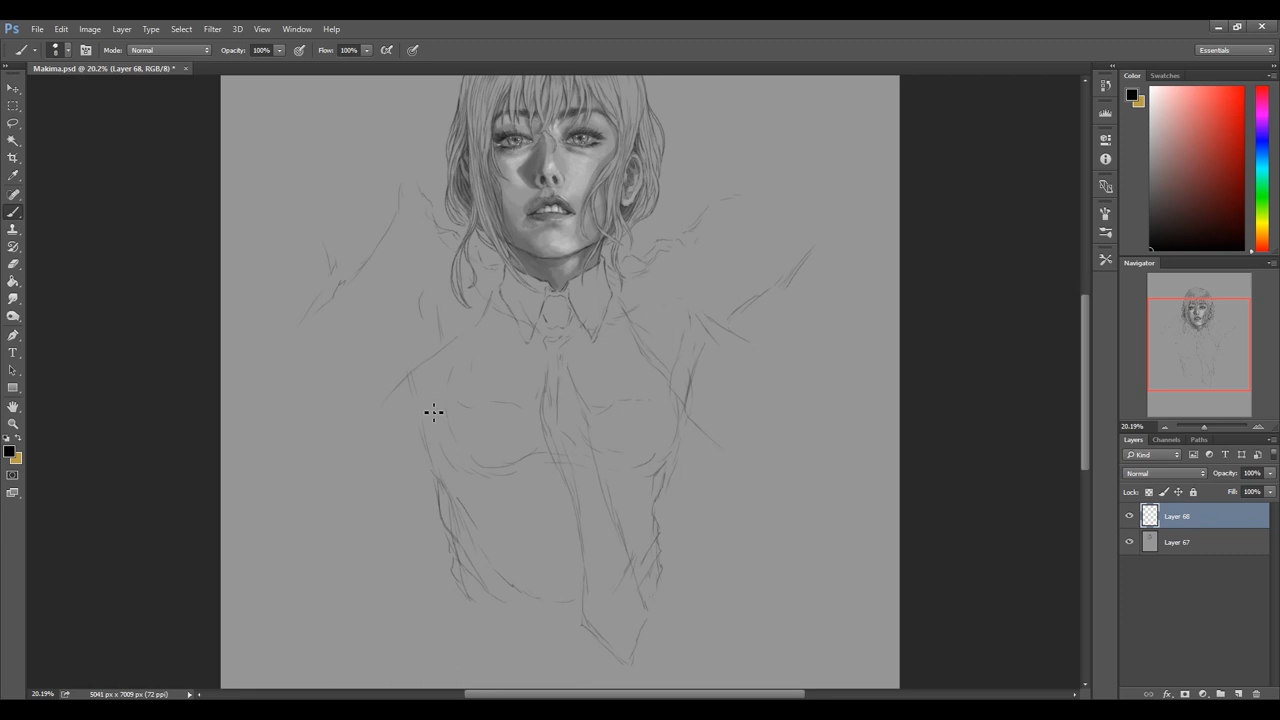 Ps File Edit Image Layer Type Select Filter 3D View Window Help
Mode: Normal Opacity: 100% Flow: 100% Essentials
Makima.psd @ 20.2% (Layer 68, RGB/8) *
Color Swatches
Navigator
20.19%
Layers Channels Paths
Kind
Normal Opacity: 100%
Lock: Fill: 100%
Layer 68
Layer 67
20.19% 5041 px x 7009 px (72 ppi)
fx